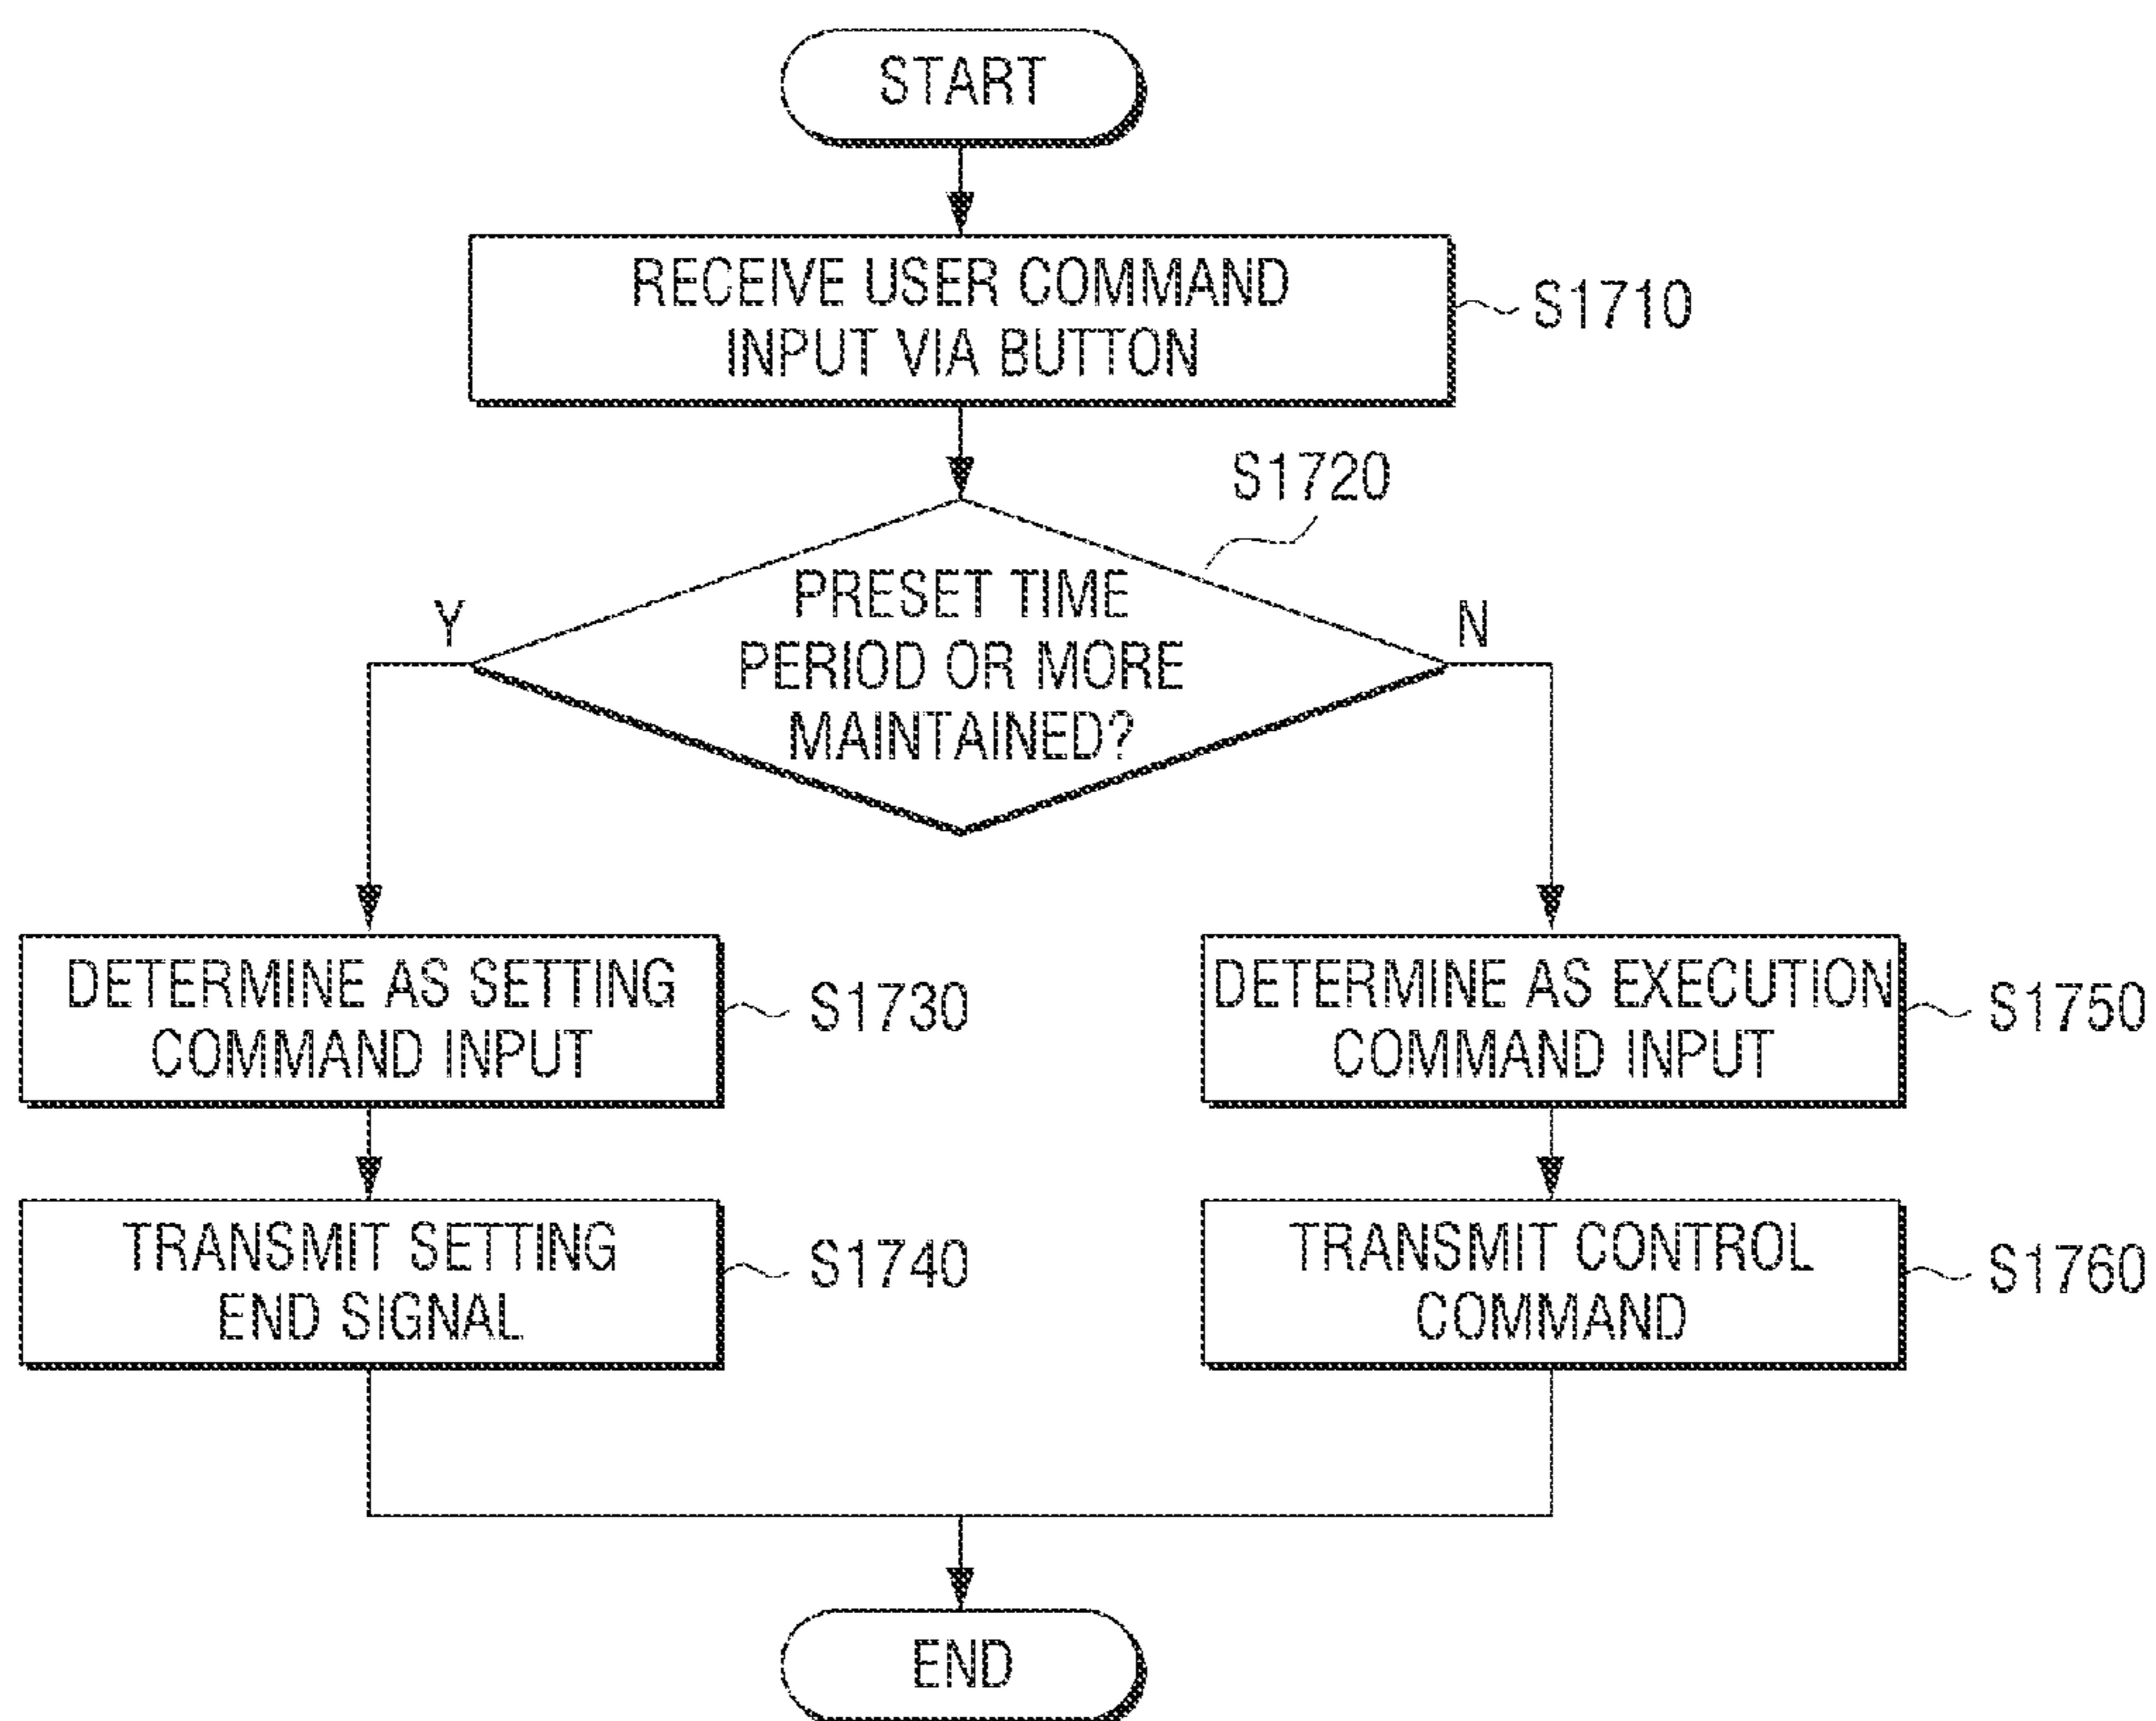 START
RECEIVE USER COMMAND
INPUT VIA BUTTON
S1710
S1720
PRESET TIME
PERIOD OR MORE
MAINTAINED?
Y
N
DETERMINE AS SETTING
COMMAND INPUT
S1730
DETERMINE AS EXECUTION
COMMAND INPUT
S1750
TRANSMIT SETTING
END SIGNAL
S1740
TRANSMIT CONTROL
COMMAND
S1760
END